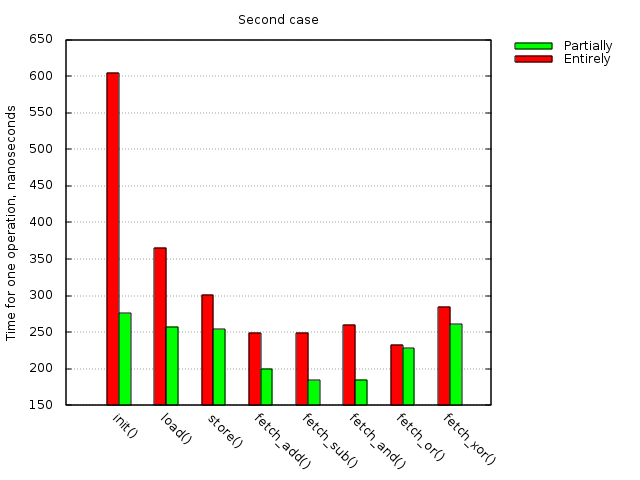 Second case
Partially
Entirely
Time for one operation, nanoseconds
650
600
550
500
450
400
350
300
250
200
150
init()
load()
store()
fetch_add()
fetch_sub()
fetch_and()
fetch_or()
fetch_xor()